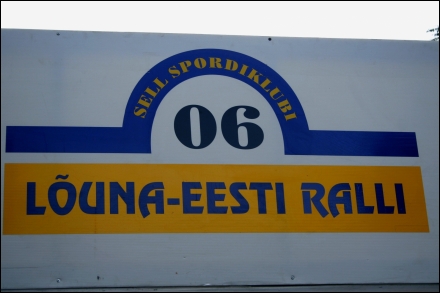 SELL SPORDIKLUBI
06
LÕUNA-EESTI RALLI